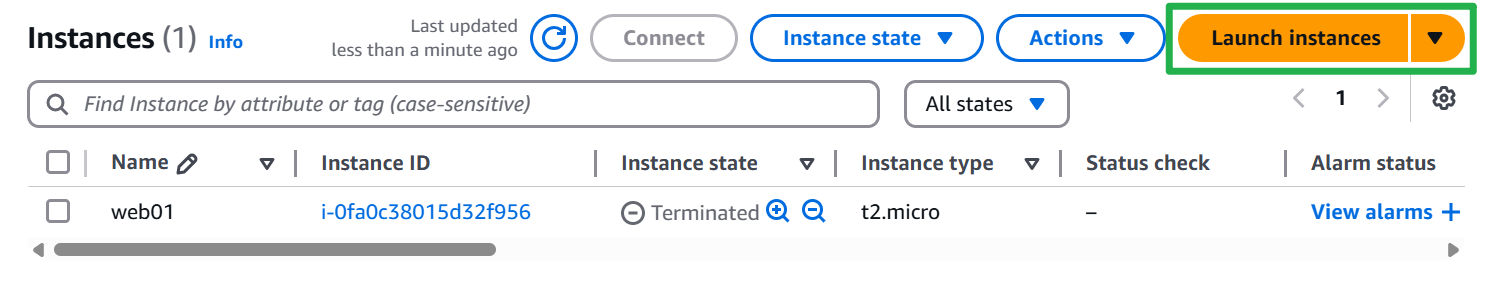 Instances (1) Info
Last updated
less than a minute ago
Connect
Instance state
Actions
Launch instances
Find Instance by attribute or tag (case-sensitive)
All states
1
Name Instance ID Instance state Instance type Status check Alarm status
web01 i-0fa0c38015d32f956 Terminated t2.micro – View alarms +